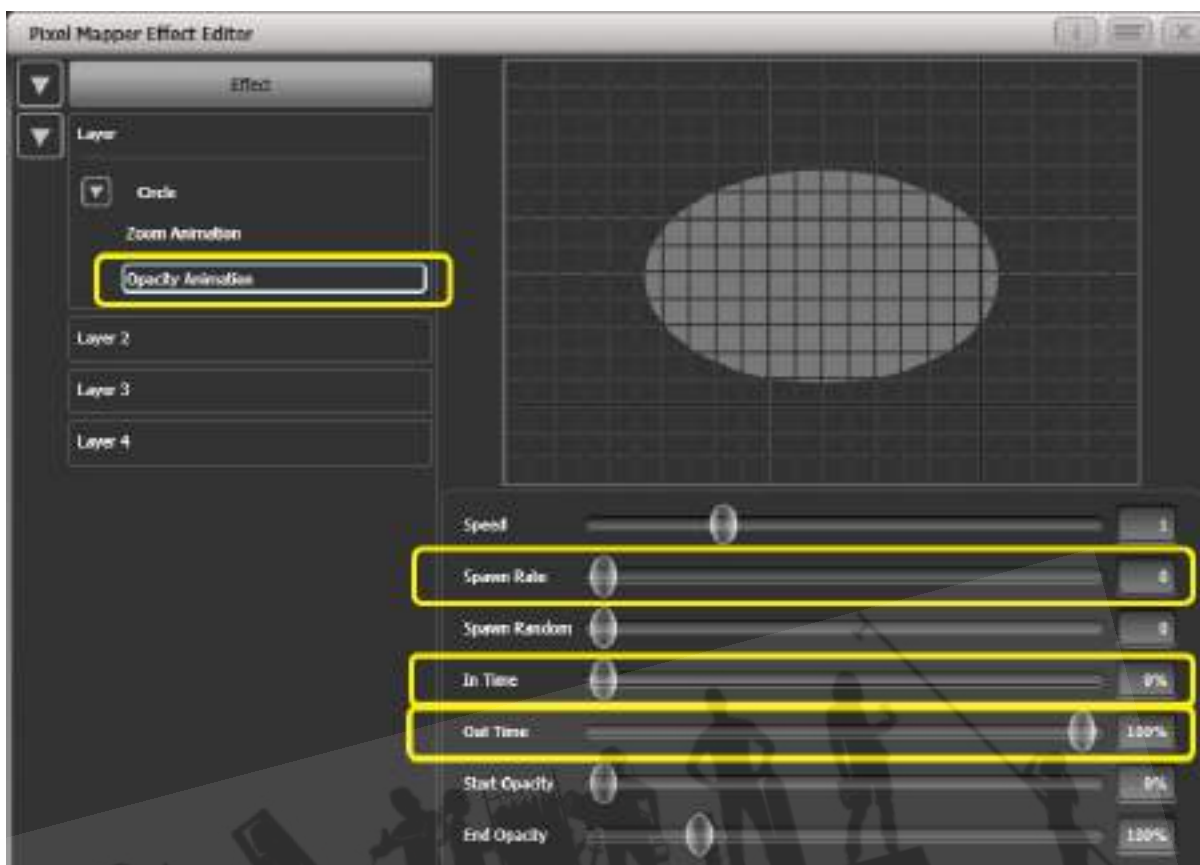 Pixel Mapper Effect Editor
Effect
Layer
Circle
Zoom Animation
Opacity Animation
Layer 2
Layer 3
Layer 4
Speed 1
Spawn Rate 0
Spawn Random 0
In Time 0%
Out Time 100%
Start Opacity 0%
End Opacity 100%